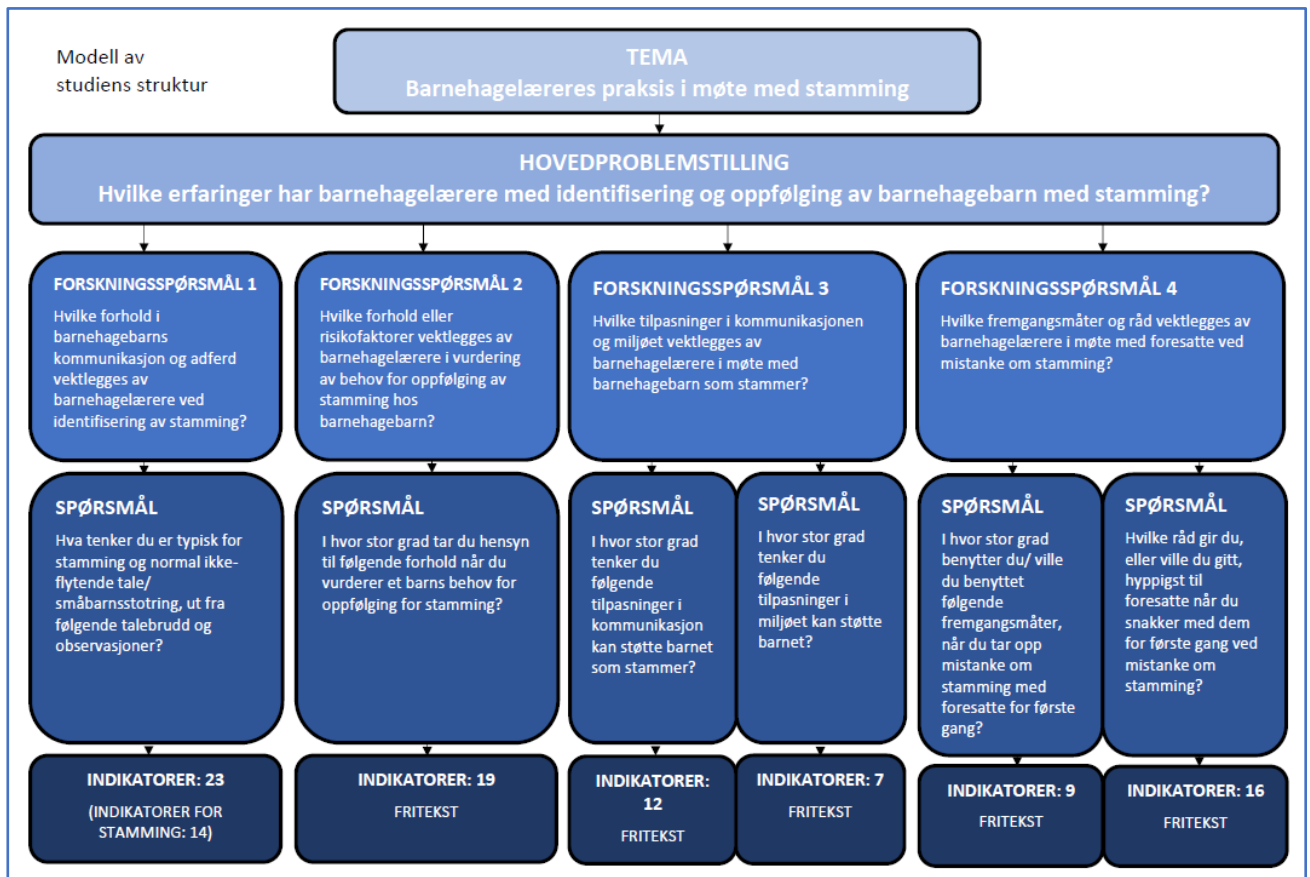 Modell av
studiens struktur
TEMA
Barnehagelæreres praksis i møte med stamming
HOVEDPROBLEMSTILLING
Hvilke erfaringer har barnehagelærere med identifisering og oppfølging av barnehagebarn med stamming?
FORSKNINGSSPØRSMÅL 1
Hvilke forhold i
barnehagebarns
kommunikasjon og adferd
vektlegges av
barnehagelærere ved
identifisering av stamming?
FORSKNINGSSPØRSMÅL 2
Hvilke forhold eller
risikofaktorer vektlegges av
barnehagelærere i vurdering
av behov for oppfølging av
stamming hos
barnehagebarn?
FORSKNINGSSPØRSMÅL 3
Hvilke tilpasninger i kommunikasjonen
og miljøet vektlegges av
barnehagelærere i møte med
barnehagebarn som stammer?
FORSKNINGSSPØRSMÅL 4
Hvilke fremgangsmåter og råd vektlegges av
barnehagelærere i møte med foresatte ved
mistanke om stamming?
SPØRSMÅL
Hva tenker du er typisk for
stamming og normal ikke-
flytende tale/
småbarnsstotring, ut fra
følgende talebrudd og
observasjoner?
SPØRSMÅL
I hvor stor grad tar du hensyn
til følgende forhold når du
vurderer et barns behov for
oppfølging for stamming?
SPØRSMÅL
I hvor stor grad
tenker du
følgende
tilpasninger i
kommunikasjon
kan støtte barnet
som stammer?
SPØRSMÅL
I hvor stor grad
tenker du
følgende
tilpasninger i
miljøet kan støtte
barnet?
SPØRSMÅL
I hvor stor grad
benytter du/ ville
du benyttet
følgende
fremgangsmåter,
når du tar opp
mistanke om
stamming med
foresatte for første
gang?
SPØRSMÅL
Hvilke råd gir du,
eller ville du gitt,
hyppigst til
foresatte når du
snakker med dem
for første gang ved
mistanke om
stamming?
INDIKATORER: 23
(INDIKATORER FOR
STAMMING: 14)
INDIKATORER: 19
FRITEKST
INDIKATORER:
12
FRITEKST
INDIKATORER: 7
FRITEKST
INDIKATORER: 9
FRITEKST
INDIKATORER: 16
FRITEKST